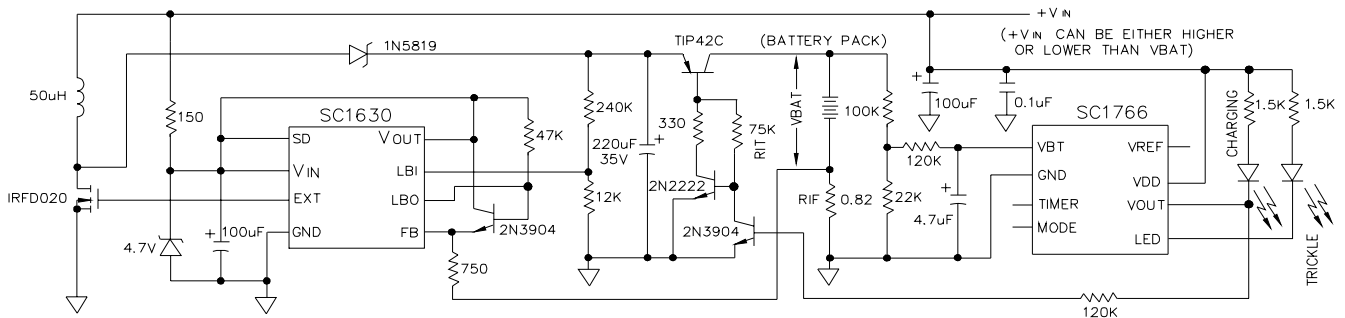 +VIN
(+VIN CAN BE EITHER HIGHER
OR LOWER THAN VBAT)
1N5819
TIP42C
(BATTERY PACK)
50uH
150
SC1630
SD
VIN
EXT
GND
VOUT
LBI
LBO
FB
47K
240K
12K
220uF
35V
330
75K
RIT
VBAT
100K
120K
22K
RIF
0.82
4.7uF
100uF
0.1uF
SC1766
VBT
GND
TIMER
MODE
VREF
VDD
VOUT
LED
CHARGING
1.5K
1.5K
TRICKLE
IRFD020
4.7V
100uF
2N3904
750
2N2222
2N3904
120K